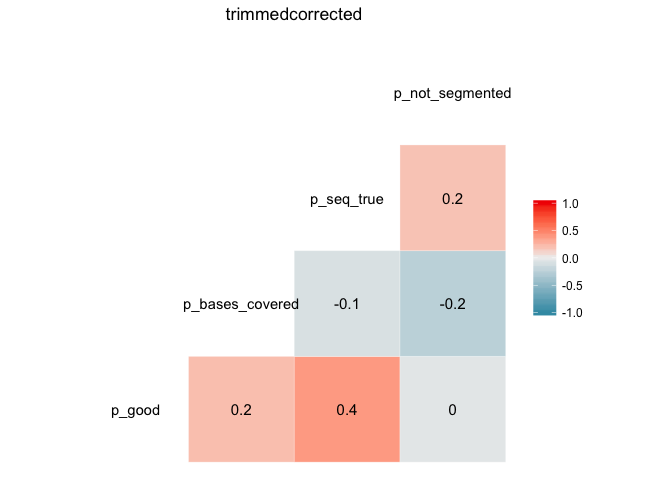 trimmedcorrected
p_not_segmented
p_seq_true
0.2
p_bases_covered
-0.1
-0.2
p_good
0.2
0.4
0
1.0
0.5
0.0
-0.5
-1.0